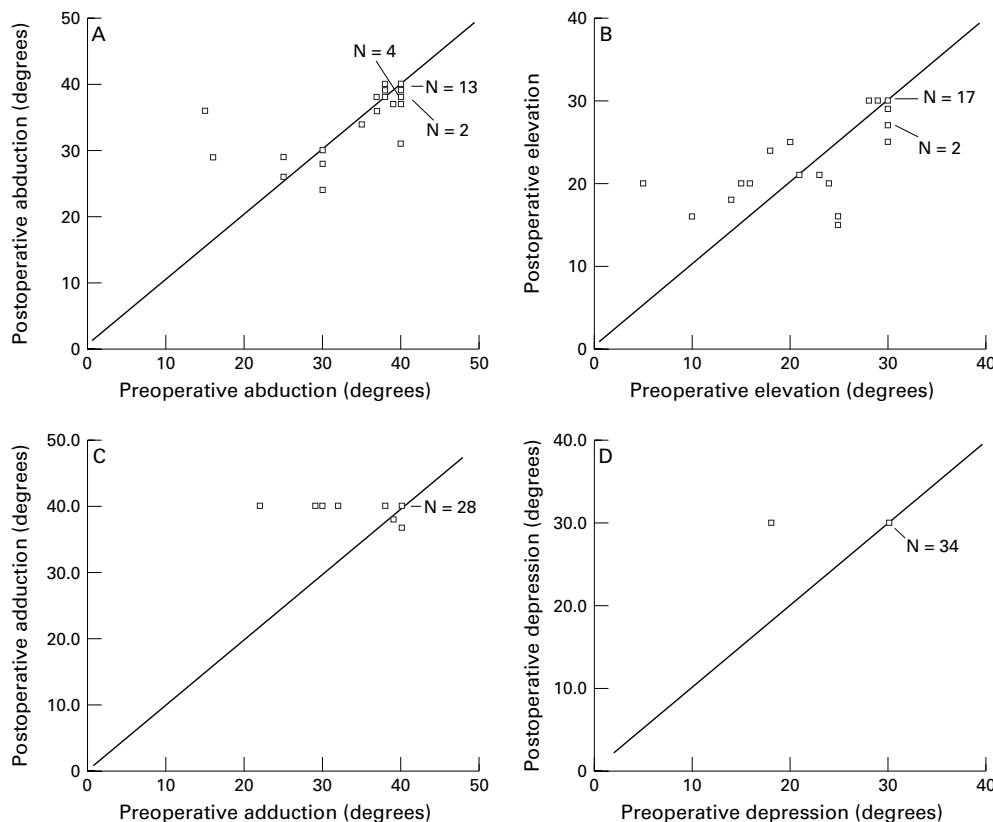 A
Postoperative abduction (degrees)
50
40
30
20
10
0
N = 4
N = 13
N = 2
0 10 20 30 40 50
Preoperative abduction (degrees)
B
Postoperative elevation
40
30
20
10
0
N = 17
N = 2
0 10 20 30 40
Preoperative elevation (degrees)
C
Postoperative adduction (degrees)
50.0
40.0
30.0
20.0
10.0
0
N = 28
0 10 20 30 40 50
Preoperative adduction (degrees)
D
Postoperative depression (degrees)
40.0
30.0
20.0
10.0
0
N = 34
0 10 20 30 40
Preoperative depression (degrees)